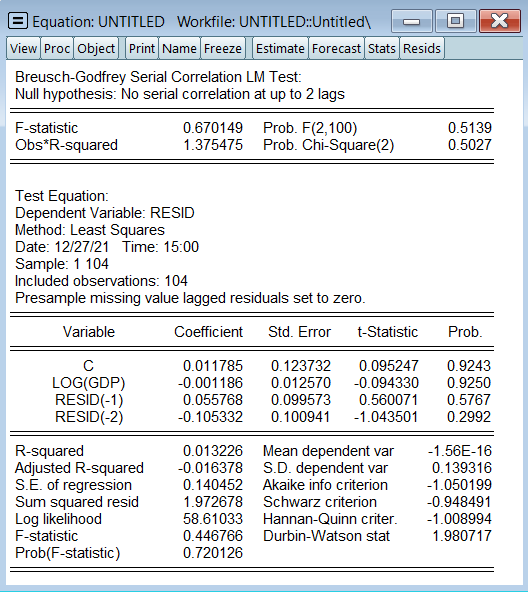 Equation: UNTITLED Workfile: UNTITLED::Untitled\
View Proc Object Print Name Freeze Estimate Forecast Stats Resids
Breusch-Godfrey Serial Correlation LM Test:
Null hypothesis: No serial correlation at up to 2 lags
F-statistic 0.670149 Prob. F(2,100) 0.5139
Obs*R-squared 1.375475 Prob. Chi-Square(2) 0.5027
Test Equation:
Dependent Variable: RESID
Method: Least Squares
Date: 12/27/21 Time: 15:00
Sample: 1 104
Included observations: 104
Presample missing value lagged residuals set to zero.
Variable Coefficient Std. Error t-Statistic Prob.
C 0.011785 0.123732 0.095247 0.9243
LOG(GDP) -0.001186 0.012570 -0.094330 0.9250
RESID(-1) 0.055768 0.099573 0.560071 0.5767
RESID(-2) -0.105332 0.100941 -1.043501 0.2992
R-squared 0.013226 Mean dependent var -1.56E-16
Adjusted R-squared -0.016378 S.D. dependent var 0.139316
S.E. of regression 0.140452 Akaike info criterion -1.050199
Sum squared resid 1.972678 Schwarz criterion -0.948491
Log likelihood 58.61033 Hannan-Quinn criter. -1.008994
F-statistic 0.446766 Durbin-Watson stat 1.980717
Prob(F-statistic) 0.720126